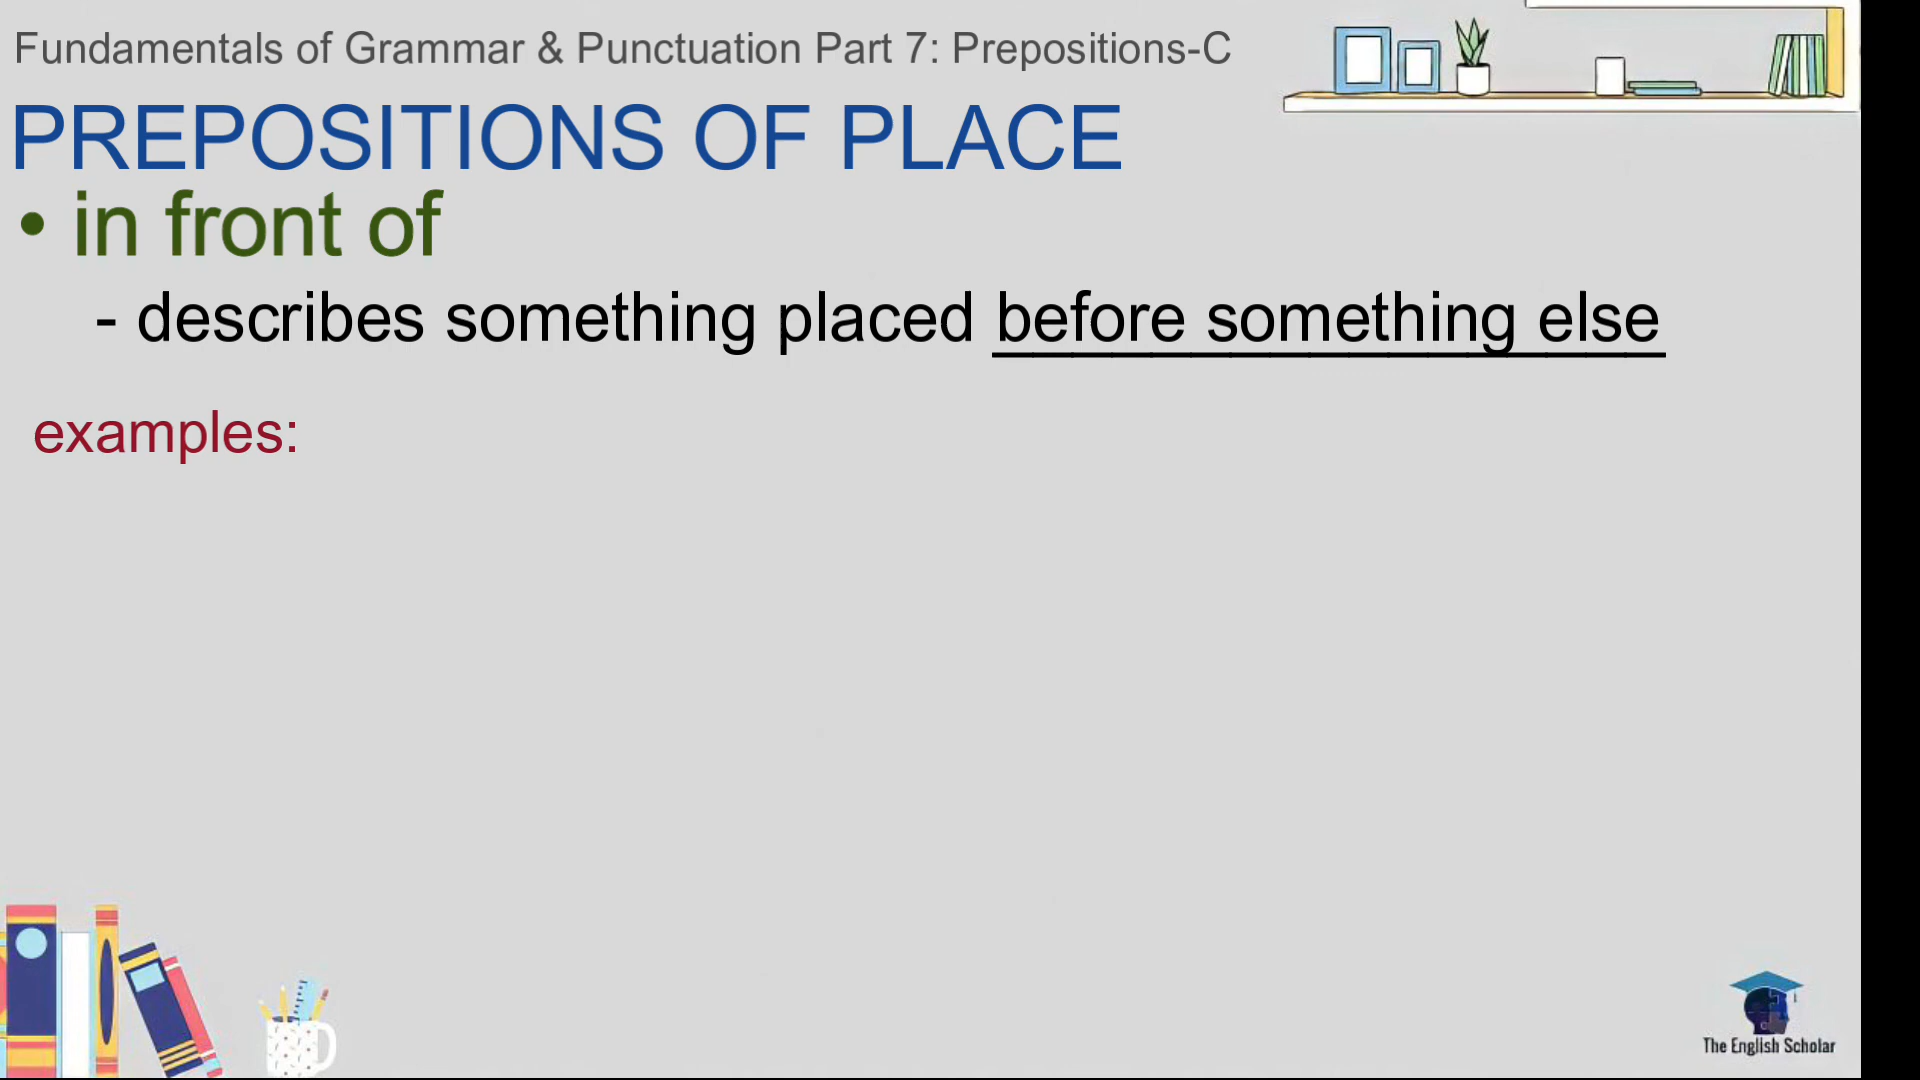 Fundamentals of Grammar & Punctuation Part 7: Prepositions-C
PREPOSITIONS OF PLACE
• in front of
- describes something placed before something else
examples:
The English Scholar